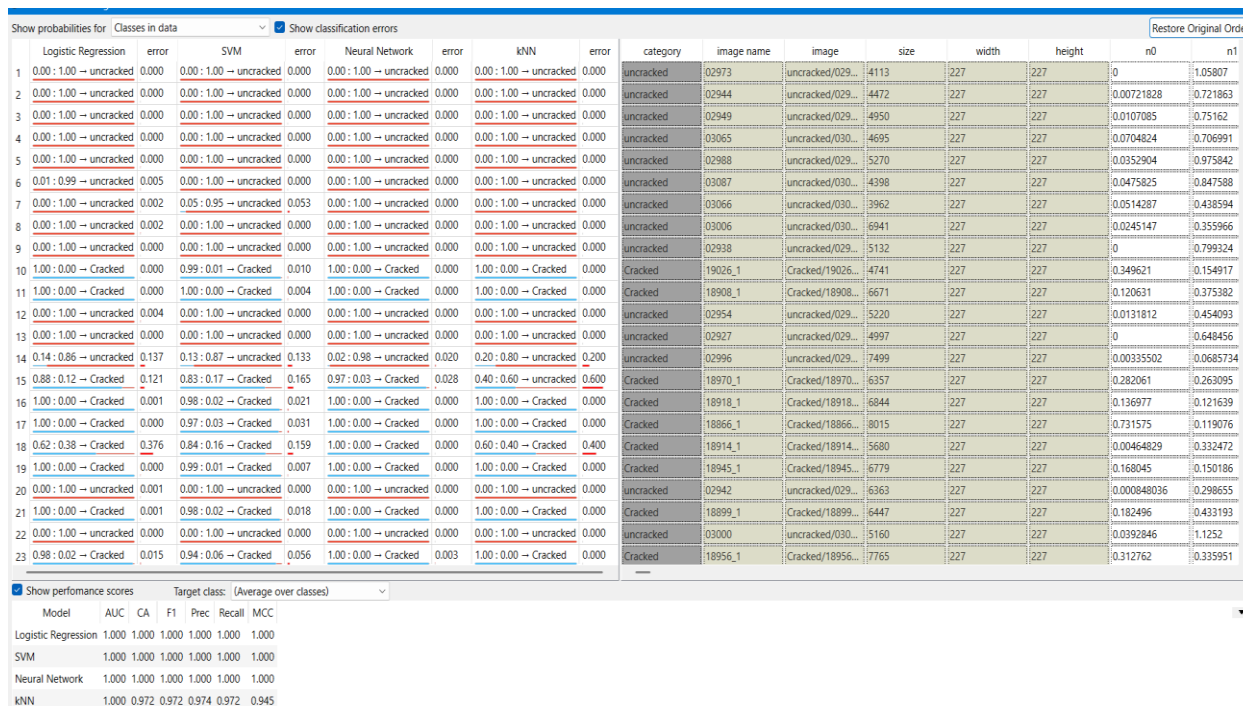 Show probabilities for Classes in data Show classification errors Restore Original Orde
Logistic Regression error SVM error Neural Network error kNN error category image name image size width height n0 n1
1 0.00 : 1.00 → uncracked 0.000 0.00 : 1.00 → uncracked 0.000 0.00 : 1.00 → uncracked 0.000 0.00 : 1.00 → uncracked 0.000 uncracked 02973 uncracked/029... 4113 227 227 0 1.05807
2 0.00 : 1.00 → uncracked 0.000 0.00 : 1.00 → uncracked 0.000 0.00 : 1.00 → uncracked 0.000 0.00 : 1.00 → uncracked 0.000 uncracked 02944 uncracked/029... 4472 227 227 0.00721828 0.721863
3 0.00 : 1.00 → uncracked 0.000 0.00 : 1.00 → uncracked 0.000 0.00 : 1.00 → uncracked 0.000 0.00 : 1.00 → uncracked 0.000 uncracked 02949 uncracked/029... 4950 227 227 0.0107085 0.75162
4 0.00 : 1.00 → uncracked 0.000 0.00 : 1.00 → uncracked 0.000 0.00 : 1.00 → uncracked 0.000 0.00 : 1.00 → uncracked 0.000 uncracked 03065 uncracked/030... 4695 227 227 0.0704824 0.706991
5 0.00 : 1.00 → uncracked 0.000 0.00 : 1.00 → uncracked 0.000 0.00 : 1.00 → uncracked 0.000 0.00 : 1.00 → uncracked 0.000 uncracked 02988 uncracked/029... 5270 227 227 0.0352904 0.975842
6 0.01 : 0.99 → uncracked 0.005 0.00 : 1.00 → uncracked 0.000 0.00 : 1.00 → uncracked 0.000 0.00 : 1.00 → uncracked 0.000 uncracked 03087 uncracked/030... 4398 227 227 0.0475825 0.847588
7 0.00 : 1.00 → uncracked 0.002 0.05 : 0.95 → uncracked 0.053 0.00 : 1.00 → uncracked 0.000 0.00 : 1.00 → uncracked 0.000 uncracked 03066 uncracked/030... 3962 227 227 0.0514287 0.438594
8 0.00 : 1.00 → uncracked 0.002 0.00 : 1.00 → uncracked 0.000 0.00 : 1.00 → uncracked 0.000 0.00 : 1.00 → uncracked 0.000 uncracked 03006 uncracked/030... 6941 227 227 0.0245147 0.355966
9 0.00 : 1.00 → uncracked 0.000 0.00 : 1.00 → uncracked 0.000 0.00 : 1.00 → uncracked 0.000 0.00 : 1.00 → uncracked 0.000 uncracked 02938 uncracked/029... 5132 227 227 0 0.799324
10 1.00 : 0.00 → Cracked 0.000 0.99 : 0.01 → Cracked 0.010 1.00 : 0.00 → Cracked 0.000 1.00 : 0.00 → Cracked 0.000 Cracked 19026_1 Cracked/19026... 4741 227 227 0.349621 0.154917
11 1.00 : 0.00 → Cracked 0.000 1.00 : 0.00 → Cracked 0.004 1.00 : 0.00 → Cracked 0.000 1.00 : 0.00 → Cracked 0.000 Cracked 18908_1 Cracked/18908... 6671 227 227 0.120631 0.375382
12 0.00 : 1.00 → uncracked 0.004 0.00 : 1.00 → uncracked 0.000 0.00 : 1.00 → uncracked 0.000 0.00 : 1.00 → uncracked 0.000 uncracked 02954 uncracked/029... 5220 227 227 0.0131812 0.454093
13 0.00 : 1.00 → uncracked 0.000 0.00 : 1.00 → uncracked 0.000 0.00 : 1.00 → uncracked 0.000 0.00 : 1.00 → uncracked 0.000 uncracked 02927 uncracked/029... 4997 227 227 0 0.648456
14 0.14 : 0.86 → uncracked 0.137 0.13 : 0.87 → uncracked 0.133 0.02 : 0.98 → uncracked 0.020 0.20 : 0.80 → uncracked 0.200 uncracked 02996 uncracked/029... 7499 227 227 0.00335502 0.0685734
15 0.88 : 0.12 → Cracked 0.121 0.83 : 0.17 → Cracked 0.165 0.97 : 0.03 → Cracked 0.028 0.40 : 0.60 → uncracked 0.600 Cracked 18970_1 Cracked/18970... 6357 227 227 0.282061 0.263095
16 1.00 : 0.00 → Cracked 0.001 0.98 : 0.02 → Cracked 0.021 1.00 : 0.00 → Cracked 0.000 1.00 : 0.00 → Cracked 0.000 Cracked 18918_1 Cracked/18918... 6844 227 227 0.136977 0.121639
17 1.00 : 0.00 → Cracked 0.000 0.97 : 0.03 → Cracked 0.031 1.00 : 0.00 → Cracked 0.000 1.00 : 0.00 → Cracked 0.000 Cracked 18866_1 Cracked/18866... 8015 227 227 0.731575 0.119076
18 0.62 : 0.38 → Cracked 0.376 0.84 : 0.16 → Cracked 0.159 1.00 : 0.00 → Cracked 0.000 0.60 : 0.40 → Cracked 0.400 Cracked 18914_1 Cracked/18914... 5680 227 227 0.00464829 0.332472
19 1.00 : 0.00 → Cracked 0.000 0.99 : 0.01 → Cracked 0.007 1.00 : 0.00 → Cracked 0.000 1.00 : 0.00 → Cracked 0.000 Cracked 18945_1 Cracked/18945... 6779 227 227 0.168045 0.150186
20 0.00 : 1.00 → uncracked 0.001 0.00 : 1.00 → uncracked 0.000 0.00 : 1.00 → uncracked 0.000 0.00 : 1.00 → uncracked 0.000 uncracked 02942 uncracked/029... 6363 227 227 0.000848036 0.298655
21 1.00 : 0.00 → Cracked 0.001 0.98 : 0.02 → Cracked 0.018 1.00 : 0.00 → Cracked 0.000 1.00 : 0.00 → Cracked 0.000 Cracked 18899_1 Cracked/18899... 6447 227 227 0.182496 0.433193
22 0.00 : 1.00 → uncracked 0.000 0.00 : 1.00 → uncracked 0.000 0.00 : 1.00 → uncracked 0.000 0.00 : 1.00 → uncracked 0.000 uncracked 03000 uncracked/030... 5160 227 227 0.0392846 1.1252
23 0.98 : 0.02 → Cracked 0.015 0.94 : 0.06 → Cracked 0.056 1.00 : 0.00 → Cracked 0.003 1.00 : 0.00 → Cracked 0.000 Cracked 18956_1 Cracked/18956... 7765 227 227 0.312762 0.335951
Show perfomance scores Target class: (Average over classes)
Model AUC CA F1 Prec Recall MCC
Logistic Regression 1.000 1.000 1.000 1.000 1.000 1.000
SVM 1.000 1.000 1.000 1.000 1.000 1.000
Neural Network 1.000 1.000 1.000 1.000 1.000 1.000
kNN 1.000 0.972 0.972 0.974 0.972 0.945